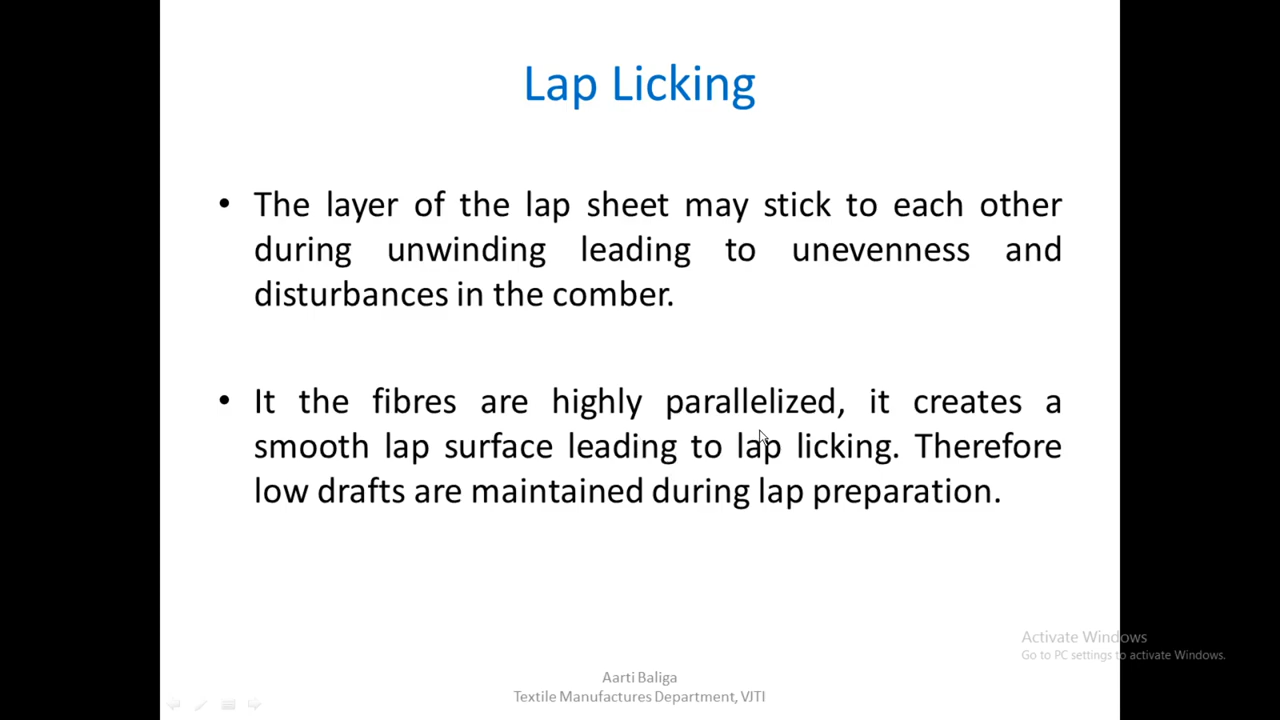 Lap Licking
• The layer of the lap sheet may stick to each other
during unwinding leading to unevenness and
disturbances in the comber.
• It the fibres are highly parallelized, it creates a
smooth lap surface leading to lap licking. Therefore
low drafts are maintained during lap preparation.
Activate Windows
Go to PC settings to activate Windows.
Aarti Baliga
Textile Manufactures Department, VJTI